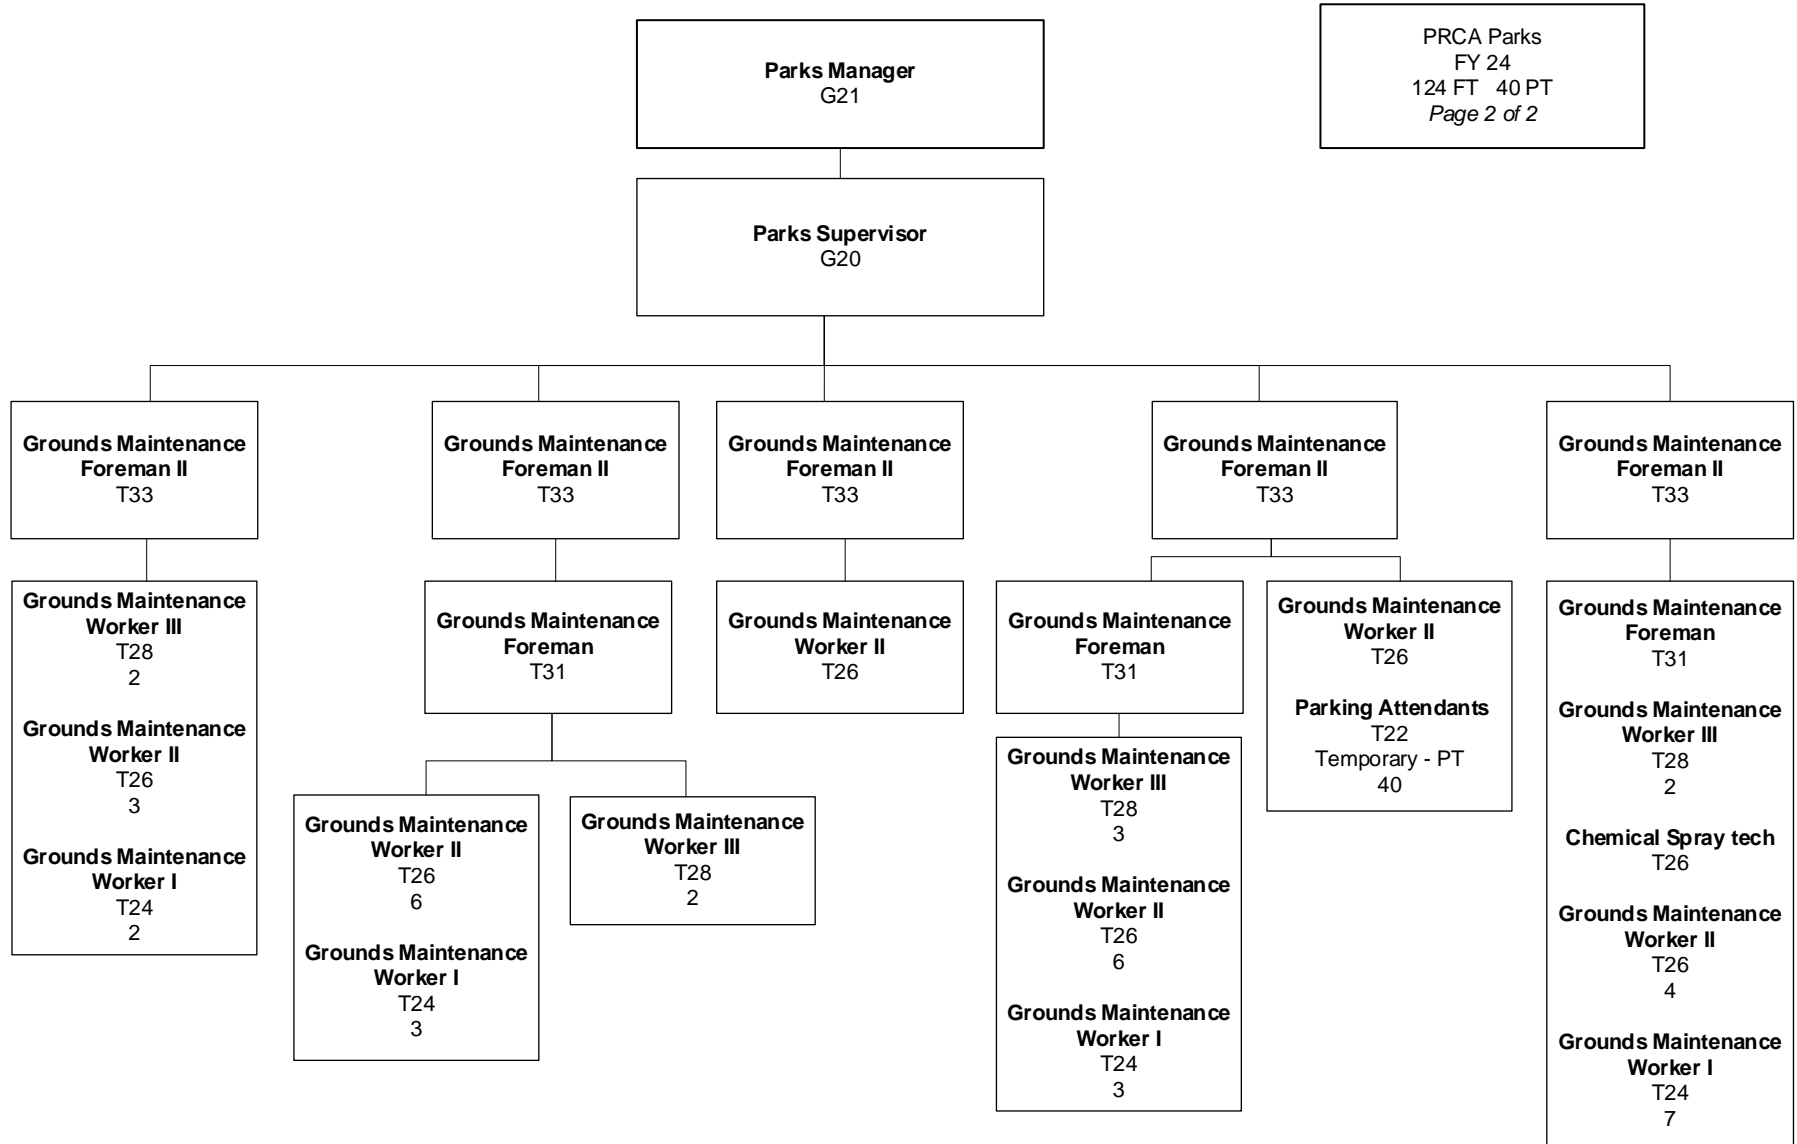 Parks Manager
G21
PRCA Parks
FY 24
124 FT   40 PT
Page 2 of 2
Parks Supervisor
G20
Grounds Maintenance
Foreman II
T33
Grounds Maintenance
Foreman II
T33
Grounds Maintenance
Foreman II
T33
Grounds Maintenance
Foreman II
T33
Grounds Maintenance
Foreman II
T33
Grounds Maintenance
Worker III
T28
2
Grounds Maintenance
Worker II
T26
3
Grounds Maintenance
Worker I
T24
2
Grounds Maintenance
Foreman
T31
Grounds Maintenance
Worker II
T26
6
Grounds Maintenance
Worker I
T24
3
Grounds Maintenance
Worker III
T28
2
Grounds Maintenance
Worker II
T26
Grounds Maintenance
Foreman
T31
Grounds Maintenance
Worker III
T28
3
Grounds Maintenance
Worker II
T26
6
Grounds Maintenance
Worker I
T24
3
Grounds Maintenance
Worker II
T26
Parking Attendants
T22
Temporary - PT
40
Grounds Maintenance
Foreman
T31
Grounds Maintenance
Worker III
T28
2
Chemical Spray tech
T26
Grounds Maintenance
Worker II
T26
4
Grounds Maintenance
Worker I
T24
7